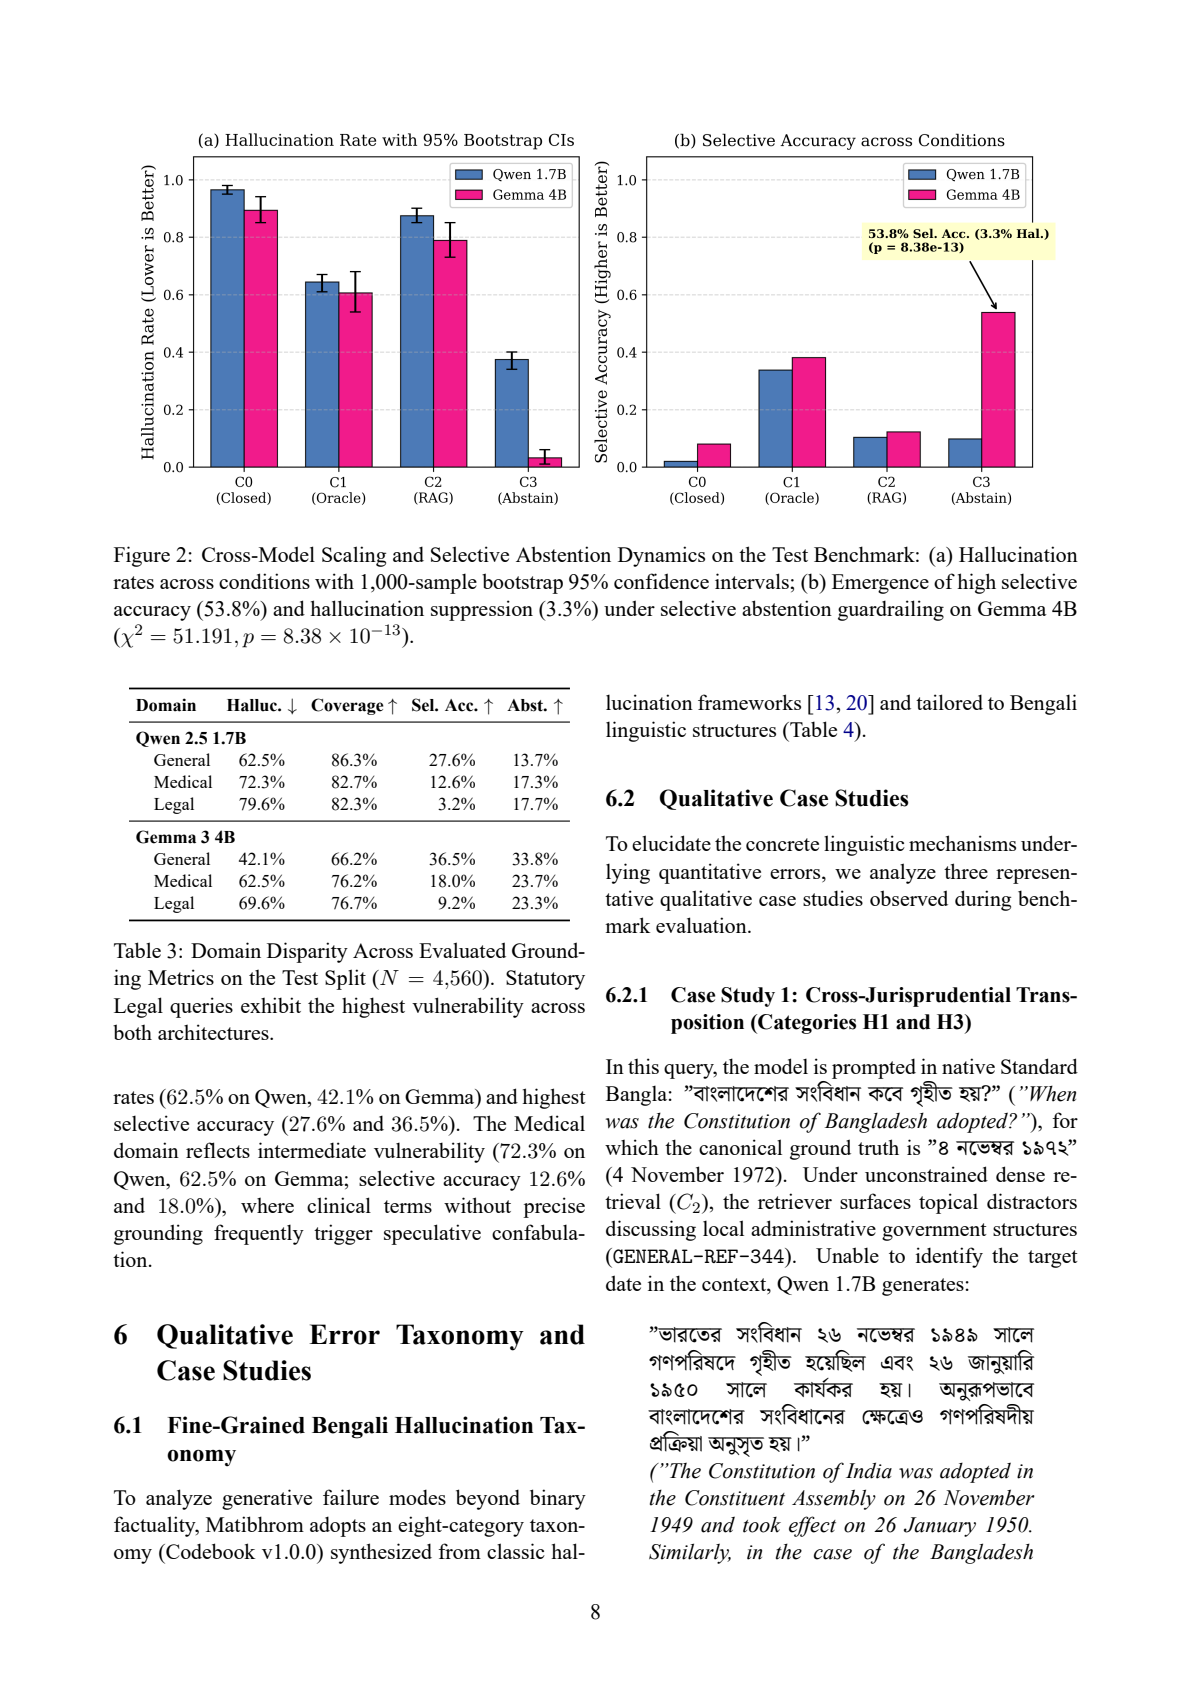 (a) Hallucination Rate with 95% Bootstrap CIs
Hallucination Rate (Lower is Better)
1.0
0.8
0.6
0.4
0.2
0.0
Qwen 1.7B
Gemma 4B
C0
(Closed)
C1
(Oracle)
C2
(RAG)
C3
(Abstain)
(b) Selective Accuracy across Conditions
Selective Accuracy (Higher is Better)
1.0
0.8
0.6
0.4
0.2
0.0
Qwen 1.7B
Gemma 4B
53.8% Sel. Acc. (3.3% Hal.)
(p = 8.38e-13)
C0
(Closed)
C1
(Oracle)
C2
(RAG)
C3
(Abstain)
Figure 2: Cross-Model Scaling and Selective Abstention Dynamics on the Test Benchmark: (a) Hallucination
rates across conditions with 1,000-sample bootstrap 95% confidence intervals; (b) Emergence of high selective
accuracy (53.8%) and hallucination suppression (3.3%) under selective abstention guardrailing on Gemma 4B
(χ² = 51.191, p = 8.38 × 10⁻¹³).
Domain Halluc. ↓ Coverage ↑ Sel. Acc. ↑ Abst. ↑
Qwen 2.5 1.7B
General 62.5% 86.3% 27.6% 13.7%
Medical 72.3% 82.7% 12.6% 17.3%
Legal 79.6% 82.3% 3.2% 17.7%
Gemma 3 4B
General 42.1% 66.2% 36.5% 33.8%
Medical 62.5% 76.2% 18.0% 23.7%
Legal 69.6% 76.7% 9.2% 23.3%
Table 3: Domain Disparity Across Evaluated Ground-
ing Metrics on the Test Split (N = 4,560). Statutory
Legal queries exhibit the highest vulnerability across
both architectures.
rates (62.5% on Qwen, 42.1% on Gemma) and highest
selective accuracy (27.6% and 36.5%). The Medical
domain reflects intermediate vulnerability (72.3% on
Qwen, 62.5% on Gemma; selective accuracy 12.6%
and 18.0%), where clinical terms without precise
grounding frequently trigger speculative confabula-
tion.
6 Qualitative Error Taxonomy and
Case Studies
6.1 Fine-Grained Bengali Hallucination Tax-
onomy
To analyze generative failure modes beyond binary
factuality, Matibhrom adopts an eight-category taxon-
omy (Codebook v1.0.0) synthesized from classic hal-
lucination frameworks [13, 20] and tailored to Bengali
linguistic structures (Table 4).
6.2 Qualitative Case Studies
To elucidate the concrete linguistic mechanisms under-
lying quantitative errors, we analyze three represen-
tative qualitative case studies observed during bench-
mark evaluation.
6.2.1 Case Study 1: Cross-Jurisprudential Trans-
position (Categories H1 and H3)
In this query, the model is prompted in native Standard
Bangla: ”বাংলাদেশের সংবিধান কবে গৃহীত হয়?” (”When
was the Constitution of Bangladesh adopted?”), for
which the canonical ground truth is ”৪ নভেম্বর ১৯৭২”
(4 November 1972). Under unconstrained dense re-
trieval (C₂), the retriever surfaces topical distractors
discussing local administrative government structures
(GENERAL-REF-344). Unable to identify the target
date in the context, Qwen 1.7B generates:
”ভারতের সংবিধান ২৬ নভেম্বর ১৯৪৯ সালে
গণপরিষদে গৃহীত হয়েছিল এবং ২৬ জানুয়ারি
১৯৫০ সালে কার্যকর হয়। অনুরূপভাবে
বাংলাদেশের সংবিধানের ক্ষেত্রেও গণপরিষদীয়
প্রক্রিয়া অনুসৃত হয়।”
(”The Constitution of India was adopted in
the Constituent Assembly on 26 November
1949 and took effect on 26 January 1950.
Similarly, in the case of the Bangladesh
8